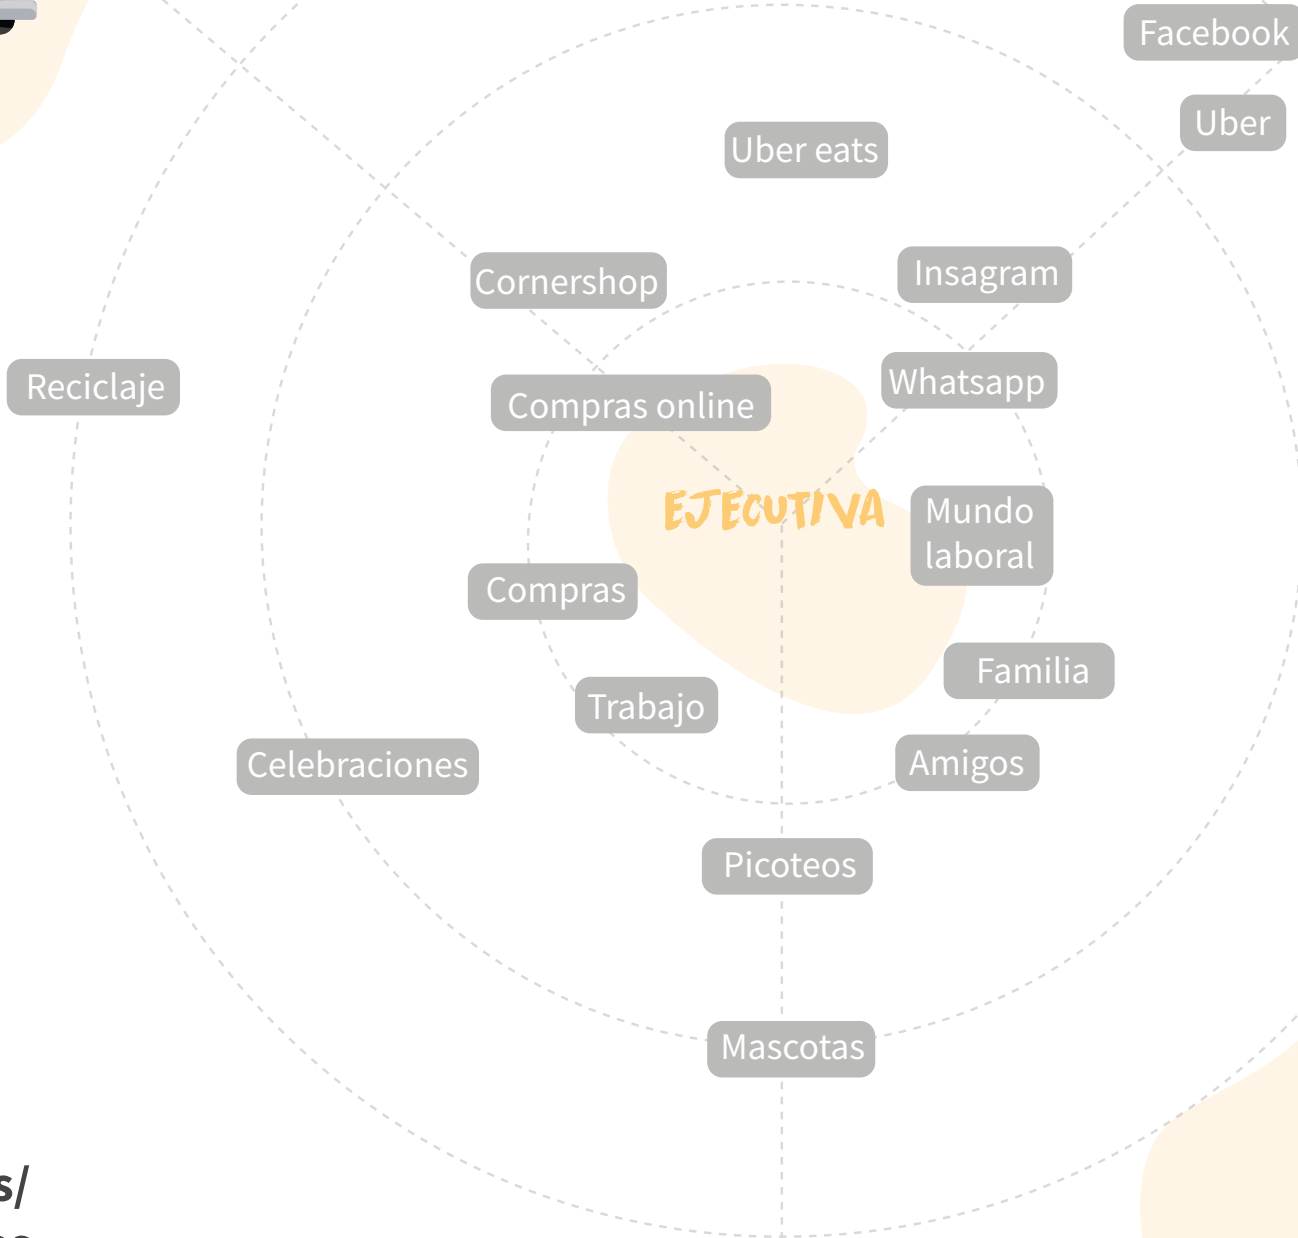 Facebook
Uber
Uber eats
Cornershop
Insagram
Reciclaje
Compras online
Whatsapp
EJECUTIVA
Mundo
laboral
Compras
Familia
Trabajo
Celebraciones
Amigos
Picoteos
Mascotas
s/